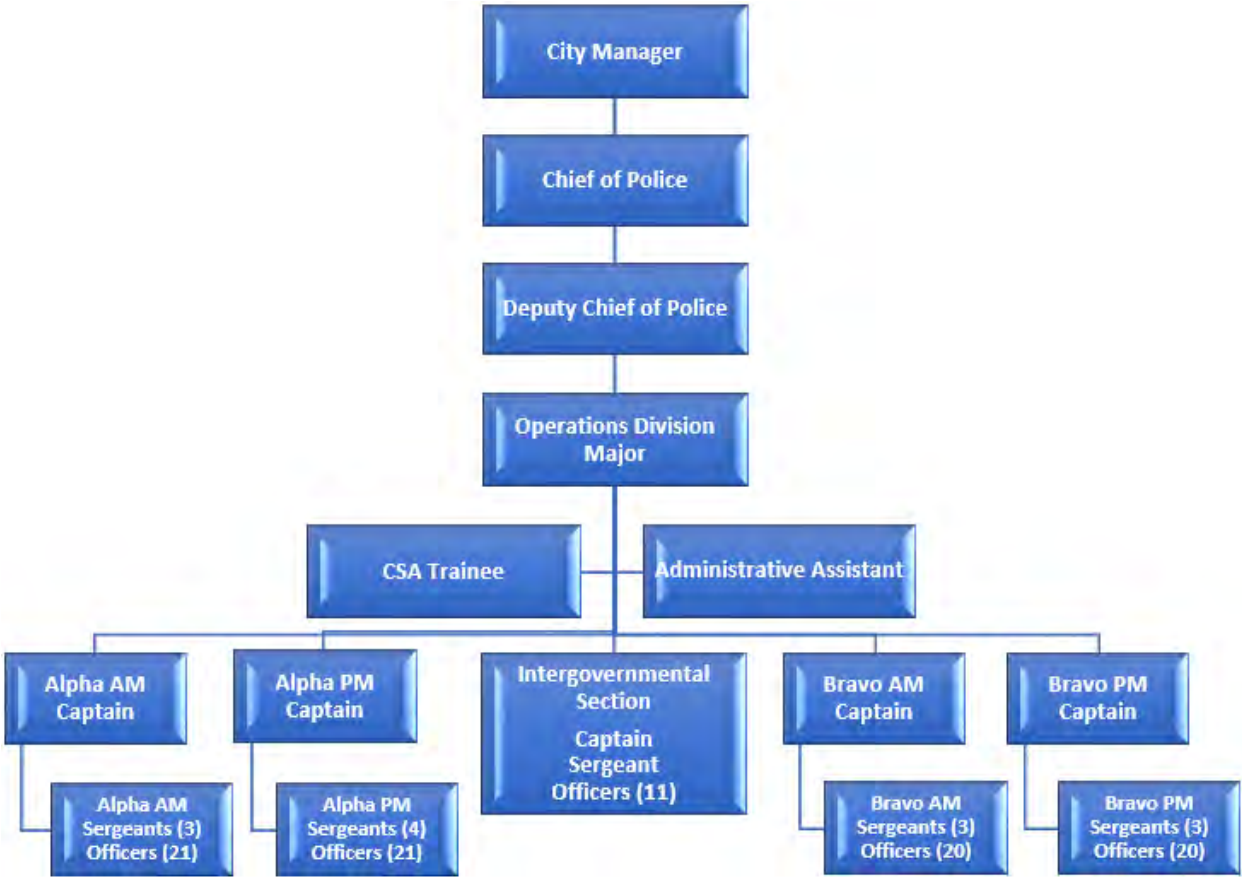 City Manager
Chief of Police
Deputy Chief of Police
Operations Division
Major
CSA Trainee
Administrative Assistant
Alpha AM
Captain
Alpha PM
Captain
Intergovernmental
Section
Captain
Sergeant
Officers (11)
Bravo AM
Captain
Bravo PM
Captain
Alpha AM
Sergeants (3)
Officers (21)
Alpha PM
Sergeants (4)
Officers (21)
Bravo AM
Sergeants (3)
Officers (20)
Bravo PM
Sergeants (3)
Officers (20)